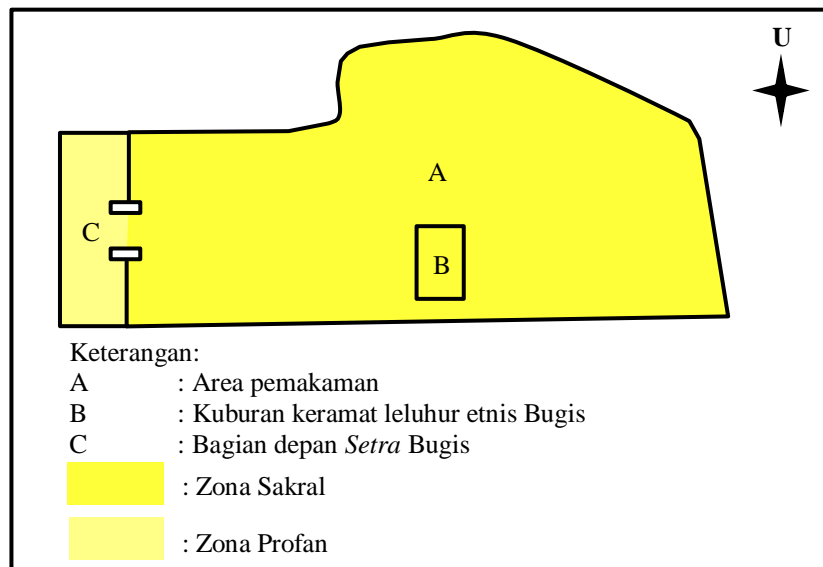 U
A
C
B
Keterangan:
A : Area pemakaman
B : Kuburan keramat leluhur etnis Bugis
C : Bagian depan Setra Bugis
: Zona Sakral
: Zona Profan